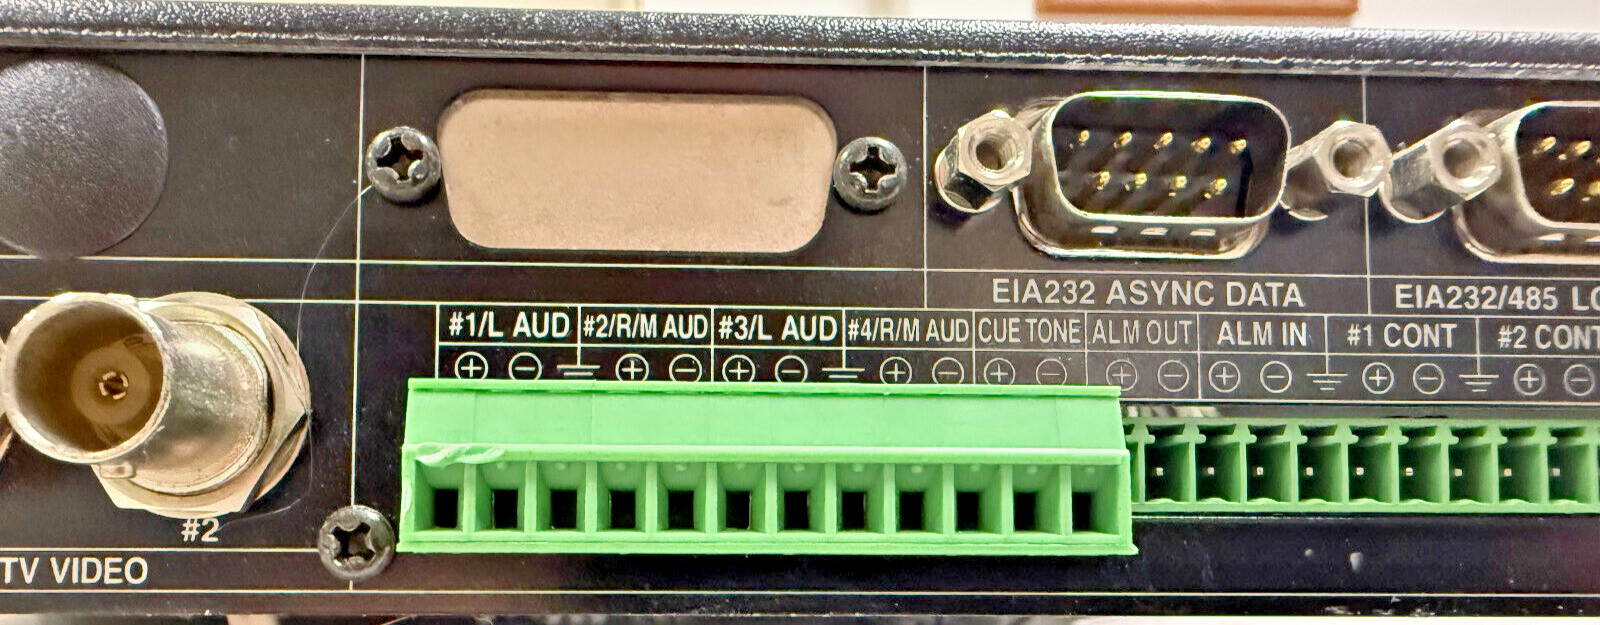 EIA232 ASYNC DATA
EIA232/485 LO
#1/L AUD #2/R/M AUD #3/L AUD #4/R/M AUD CUE TONE ALM OUT ALM IN #1 CONT #2 CONT
+ − + − + − + − + − + − + − + − + −
#2
TV VIDEO